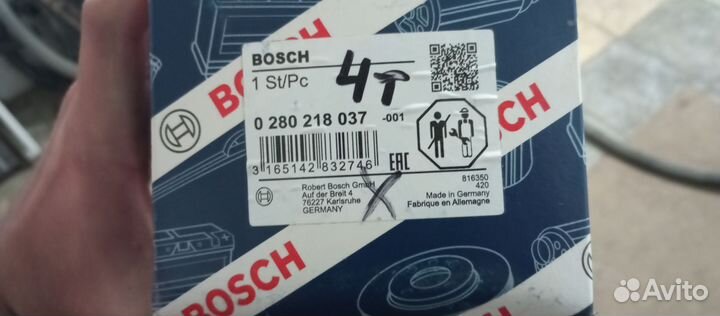 BOSCH
1 St/Pc
4T
0 280 218 037 -001
3 165142 832746
EAC
Robert Bosch GmbH
Auf der Breit 4
76227 Karlsruhe
GERMANY
816350
420
Made in Germany
Fabriqué en Allemagne
BOSCH
BOSCH
BOSCH
Avito